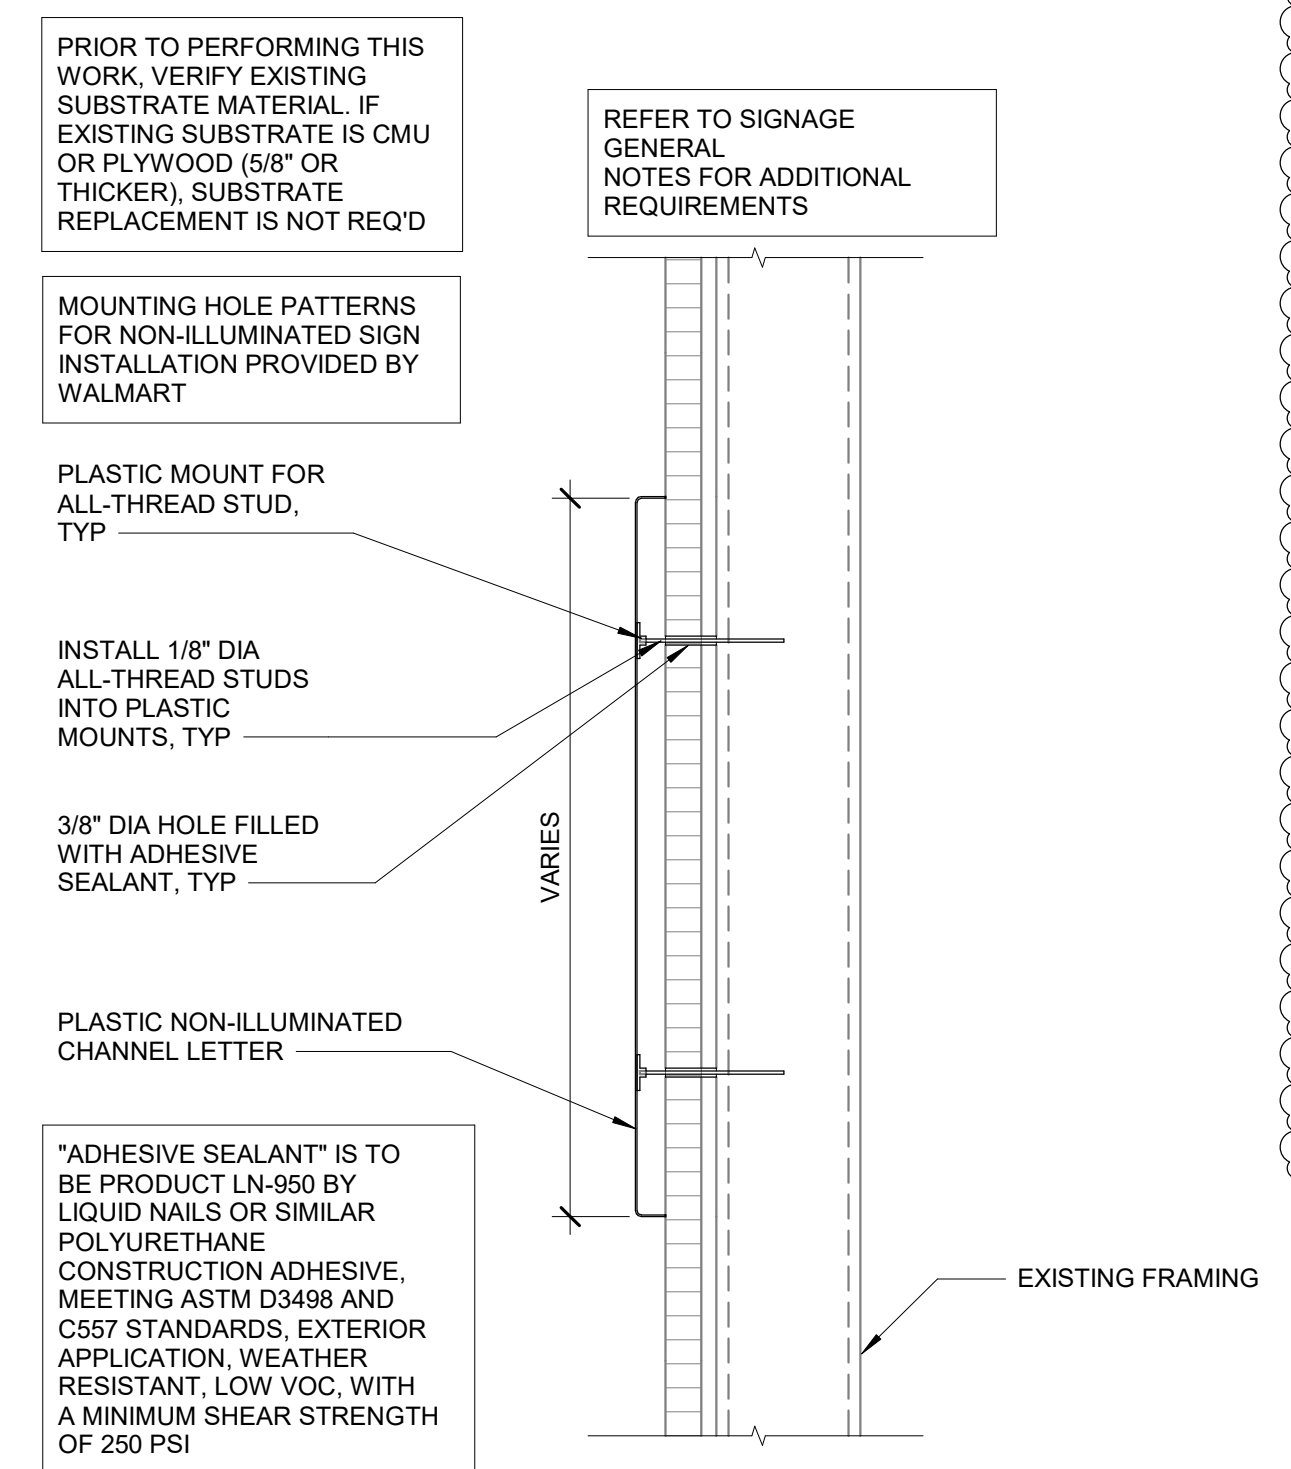 PRIOR TO PERFORMING THIS
WORK, VERIFY EXISTING
SUBSTRATE MATERIAL. IF
EXISTING SUBSTRATE IS CMU
OR PLYWOOD (5/8" OR
THICKER), SUBSTRATE
REPLACEMENT IS NOT REQ'D
REFER TO SIGNAGE
GENERAL
NOTES FOR ADDITIONAL
REQUIREMENTS
MOUNTING HOLE PATTERNS
FOR NON-ILLUMINATED SIGN
INSTALLATION PROVIDED BY
WALMART
PLASTIC MOUNT FOR
ALL-THREAD STUD,
TYP
INSTALL 1/8" DIA
ALL-THREAD STUDS
INTO PLASTIC
MOUNTS, TYP
3/8" DIA HOLE FILLED
WITH ADHESIVE
SEALANT, TYP
VARIES
PLASTIC NON-ILLUMINATED
CHANNEL LETTER
"ADHESIVE SEALANT" IS TO
BE PRODUCT LN-950 BY
LIQUID NAILS OR SIMILAR
POLYURETHANE
CONSTRUCTION ADHESIVE,
MEETING ASTM D3498 AND
C557 STANDARDS, EXTERIOR
APPLICATION, WEATHER
RESISTANT, LOW VOC, WITH
A MINIMUM SHEAR STRENGTH
OF 250 PSI
EXISTING FRAMING